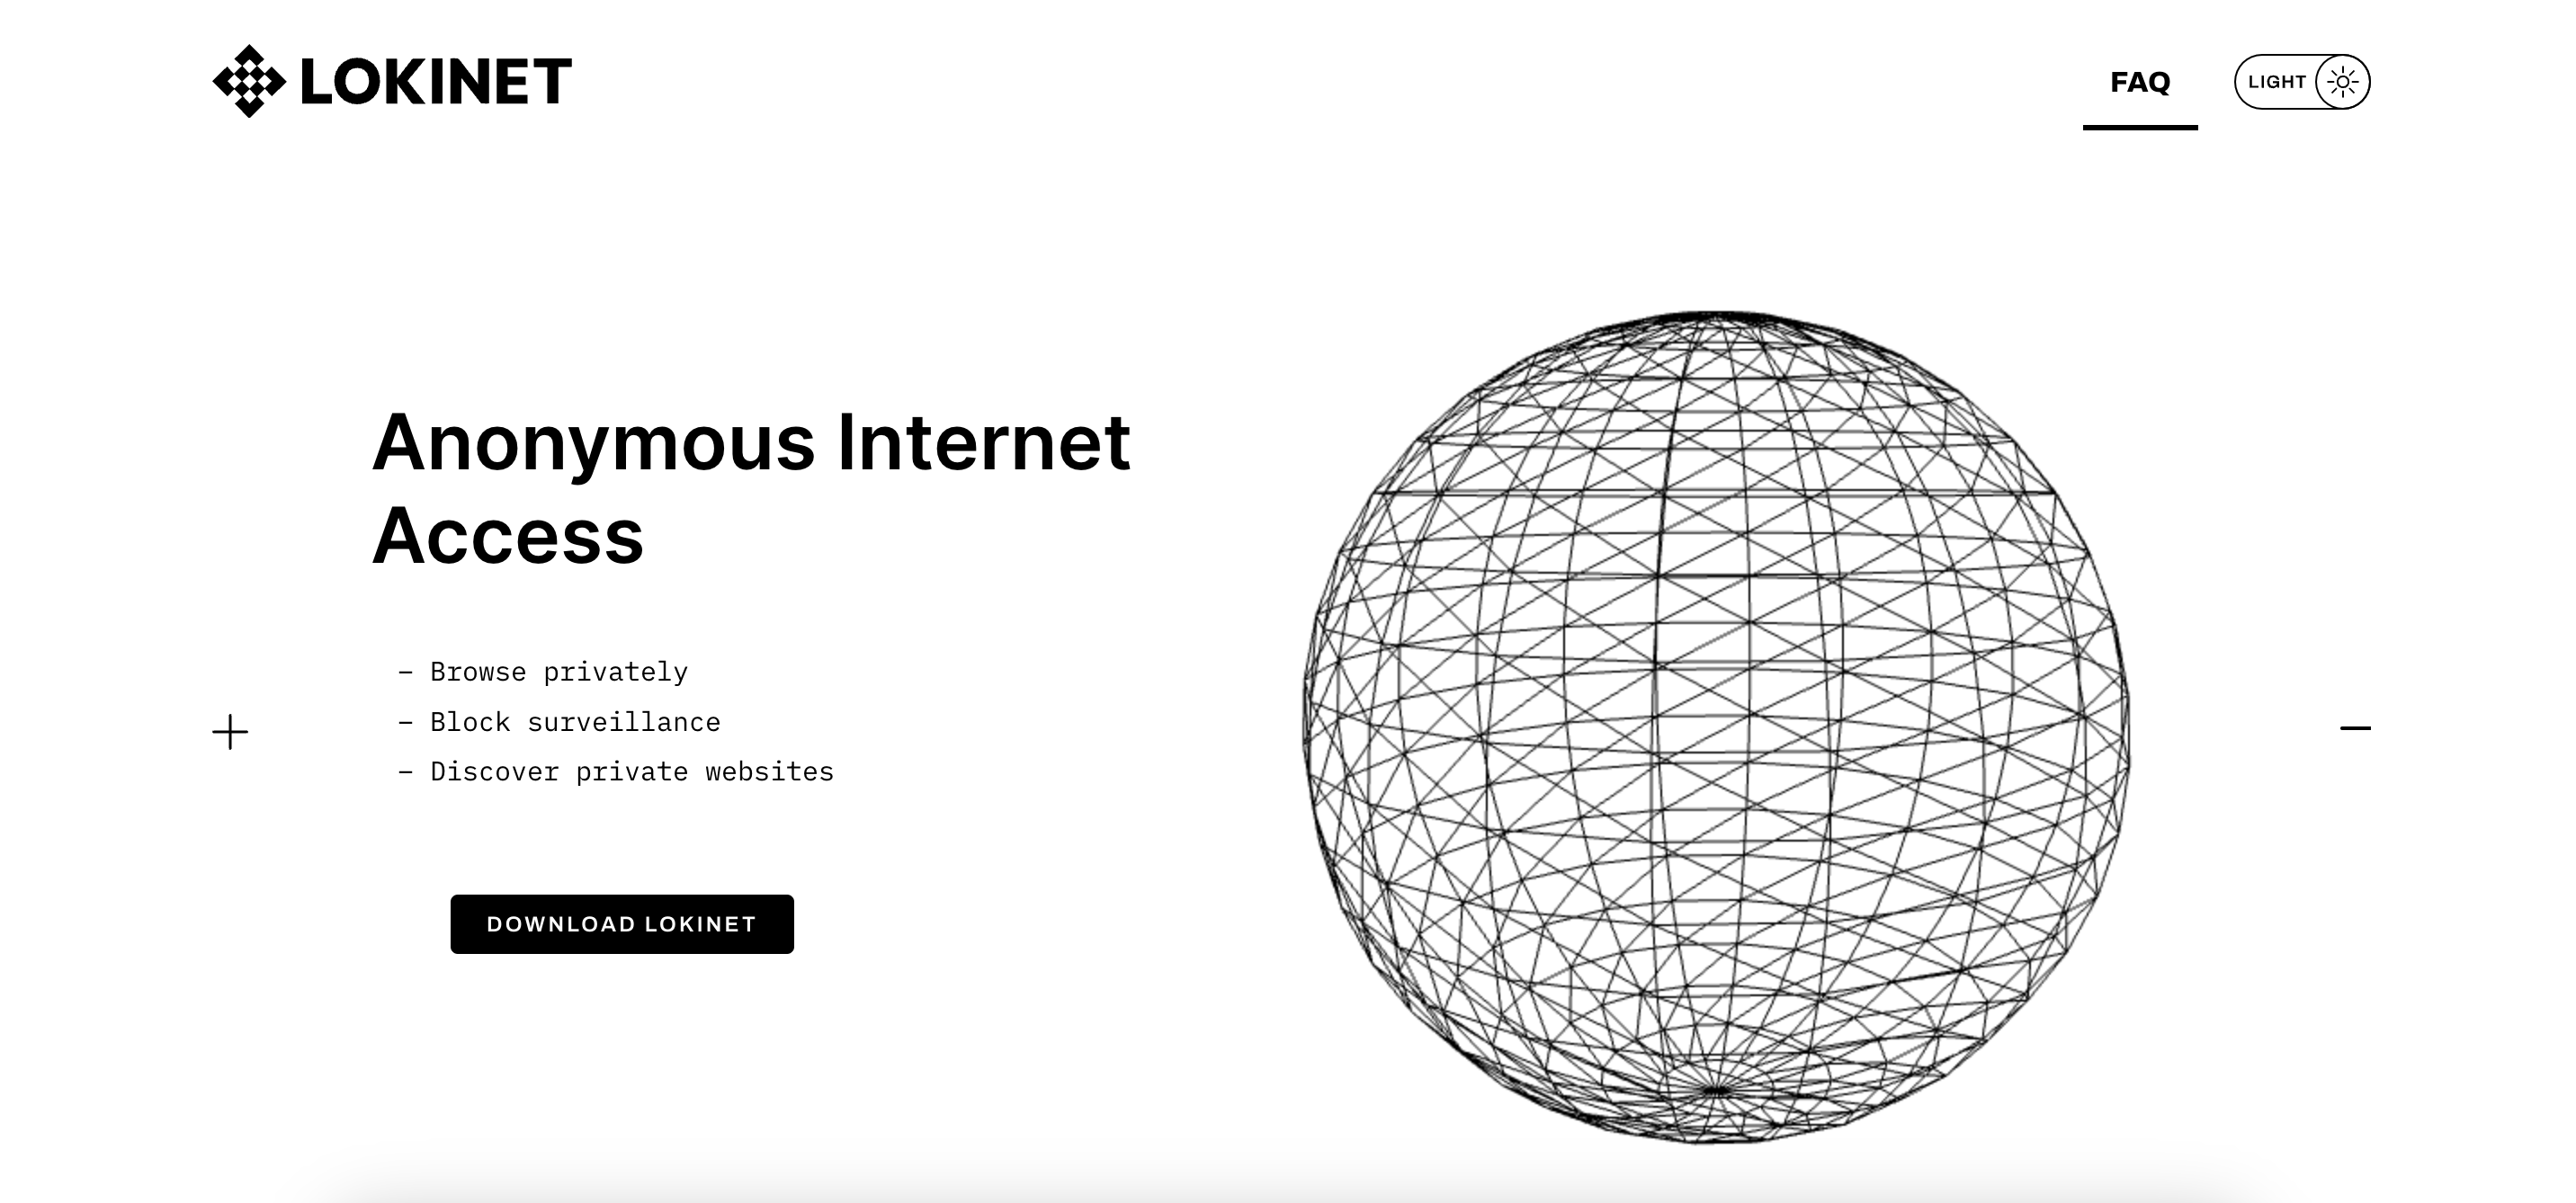 LOKINET
FAQ
LIGHT
Anonymous Internet
Access
– Browse privately
– Block surveillance
– Discover private websites
DOWNLOAD LOKINET